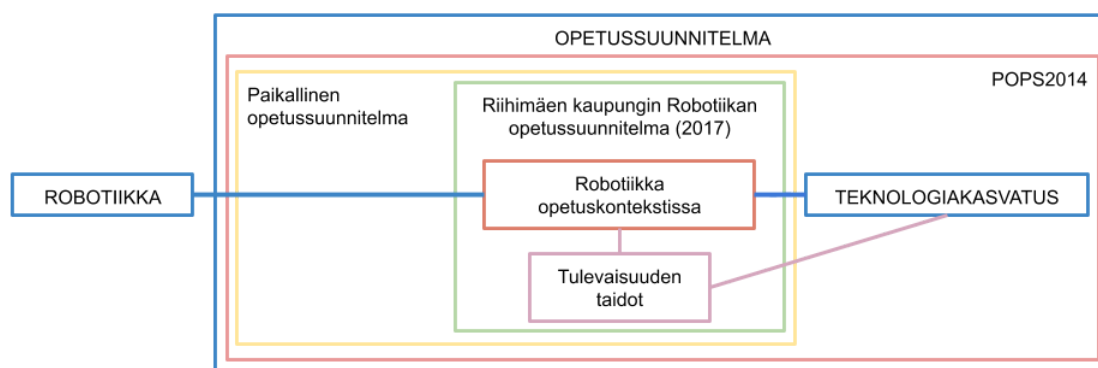 OPETUSSUUNNITELMA
POPS2014
Paikallinen
opetussuunnitelma
Riihimäen kaupungin Robotiikan
opetussuunnitelma (2017)
ROBOTIIKKA
Robotiikka
opetuskontekstissa
TEKNOLOGIAKASVATUS
Tulevaisuuden
taidot